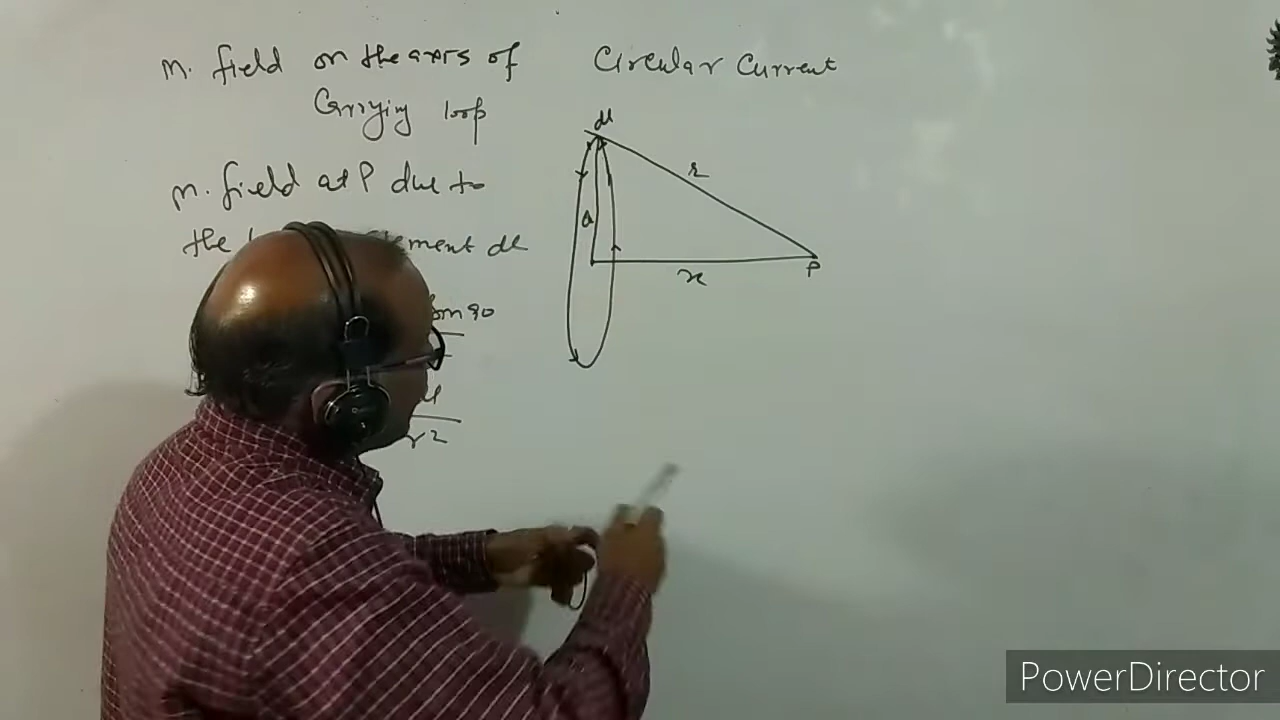 m. field on the axis of Circular Current
Carrying loop
m. field at P due to
the element dl
Sin 90
r2
dl
r
a
x
P
PowerDirector